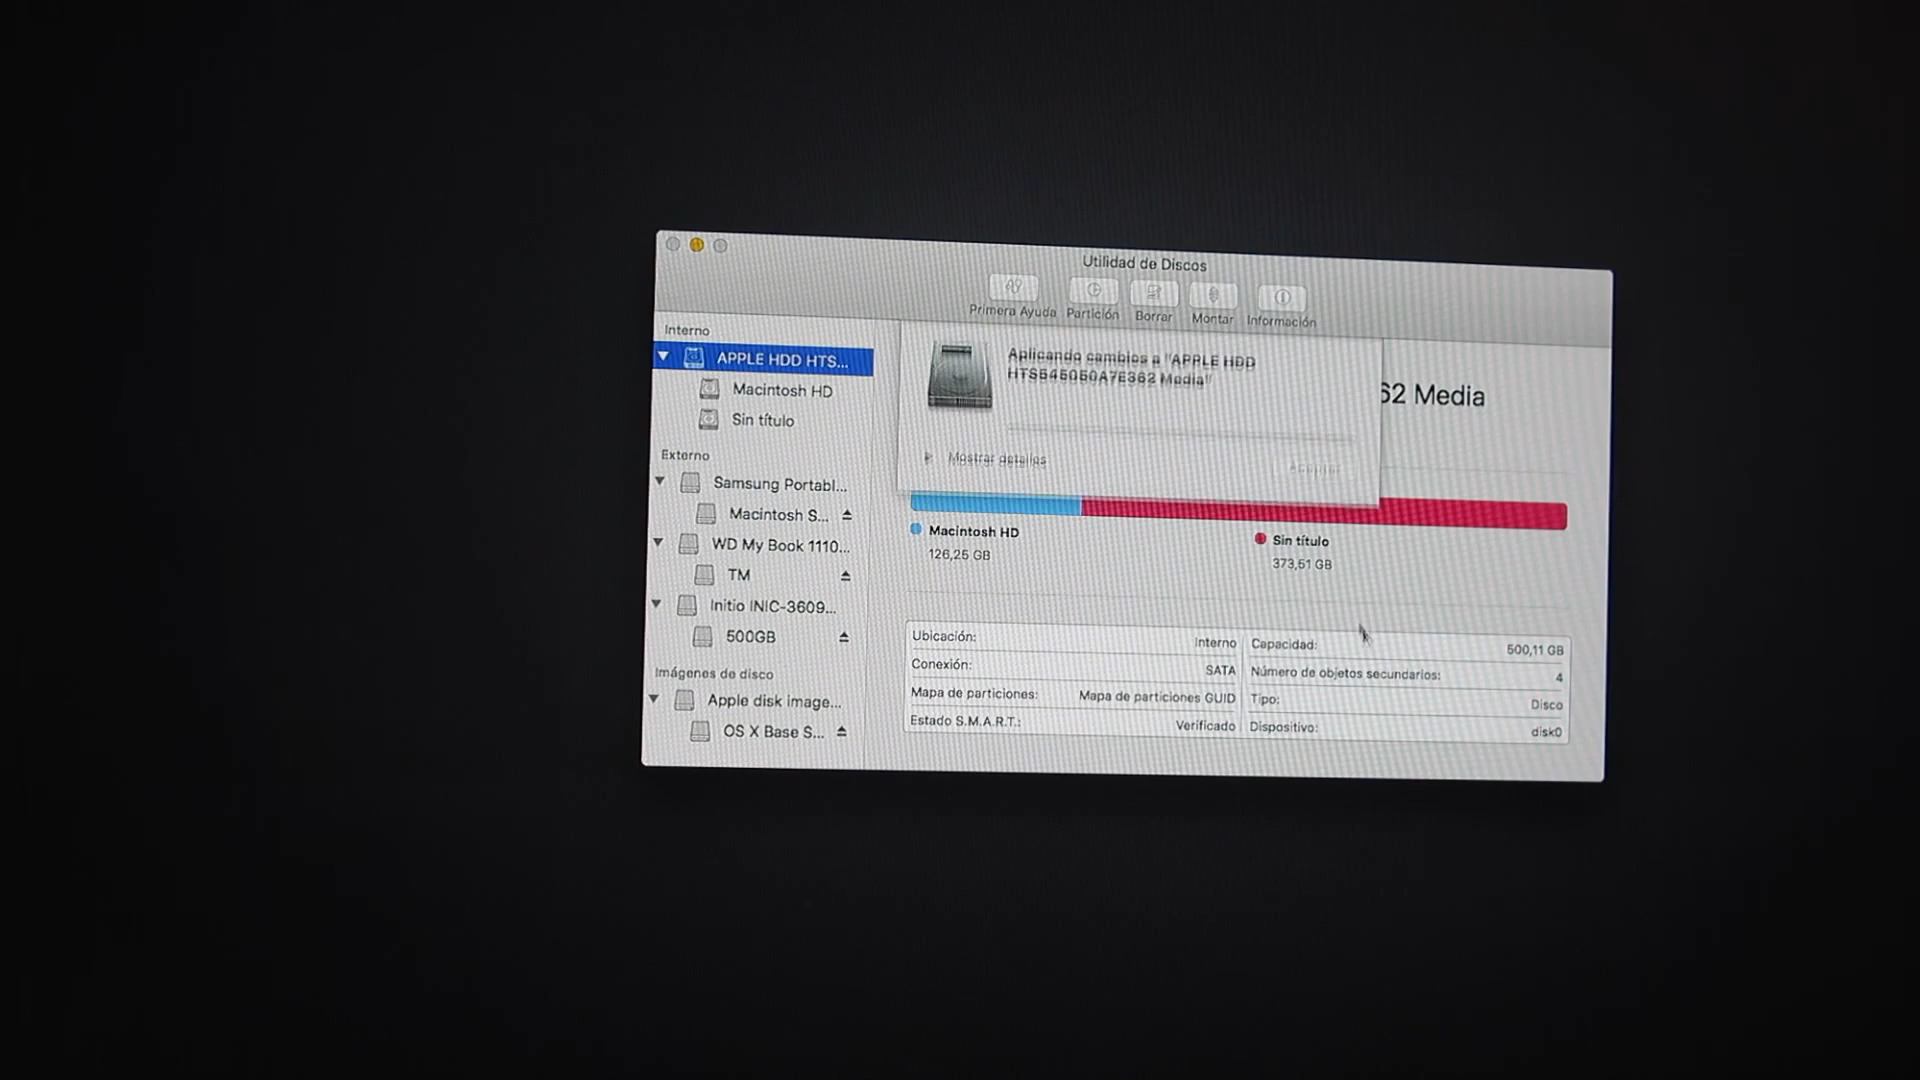 Utilidad de Discos
Primera Ayuda
Partición
Borrar
Montar
Información
Interno
APPLE HDD HTS...
Macintosh HD
Sin título
Externo
Samsung Portabl...
Macintosh S...
WD My Book 1110...
TM
Initio INIC-3609...
500GB
Imágenes de disco
Apple disk image...
OS X Base S...
Aplicando cambios a "APPLE HDD
HTS545050A7E362 Media"
Mostrar detalles
Aceptar
62 Media
Macintosh HD
126,25 GB
Sin título
373,51 GB
Ubicación: Interno
Conexión: SATA
Mapa de particiones: Mapa de particiones GUID
Estado S.M.A.R.T.: Verificado
Capacidad: 500,11 GB
Número de objetos secundarios: 4
Tipo: Disco
Dispositivo: disk0